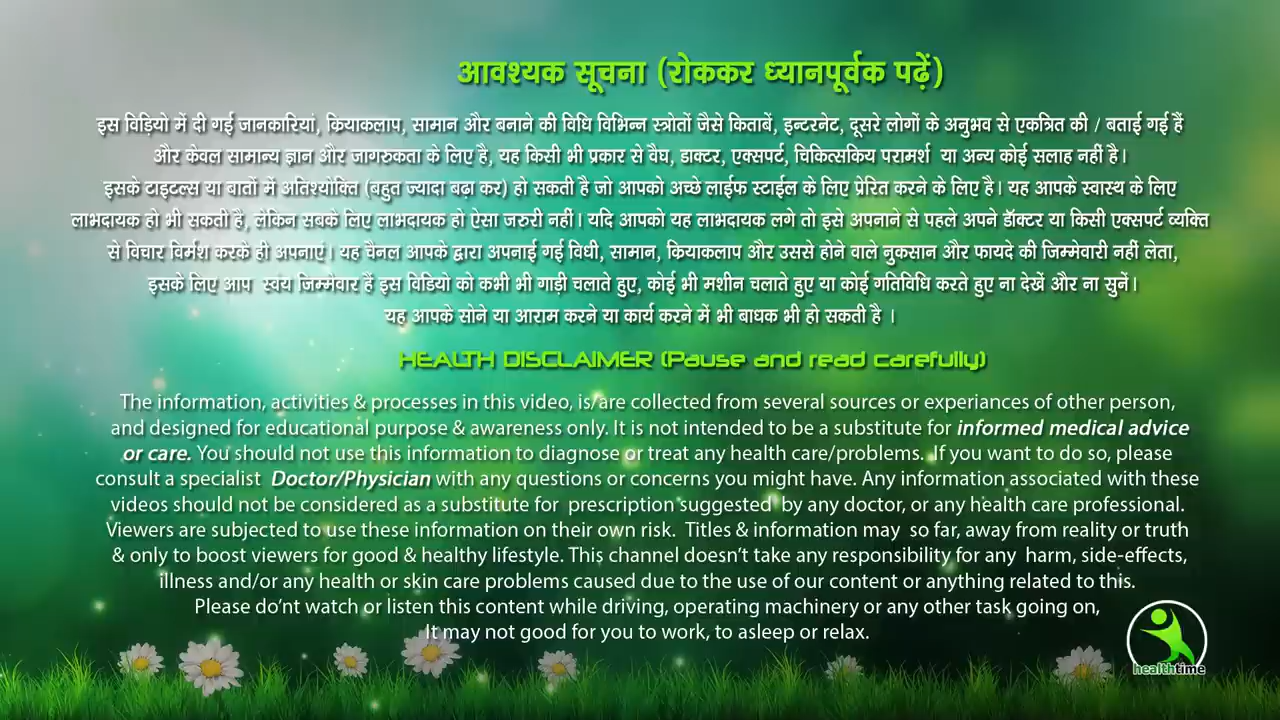 आवश्यक सूचना (रोककर ध्यानपूर्वक पढ़ें)
इस विड़ियो में दी गई जानकारियां, क्रियाकलाप, सामान और बनाने की विधि विभिन्न स्त्रोतों जैसे किताबें, इन्टरनेट, दूसरे लोगों के अनुभव से एकत्रित की / बताई गई हैं
और केवल सामान्य ज्ञान और जागरुकता के लिए है, यह किसी भी प्रकार से वैघ, डाक्टर, एक्सपर्ट, चिकित्सकिय परामर्श या अन्य कोई सलाह नहीं है।
इसके टाइटल्स या बातों में अतिश्योक्ति (बहुत ज्यादा बढ़ा कर) हो सकती है जो आपको अच्छे लाईफ स्टाईल के लिए प्रेरित करने के लिए है। यह आपके स्वास्थ के लिए
लाभदायक हो भी सकती है, लेकिन सबके लिए लाभदायक हो ऐसा जरुरी नहीं। यदि आपको यह लाभदायक लगे तो इसे अपनाने से पहले अपने डॉक्टर या किसी एक्सपर्ट व्यक्ति
से विचार विर्मश करके ही अपनाएं। यह चैनल आपके द्वारा अपनाई गई विधी, सामान, क्रियाकलाप और उससे होने वाले नुकसान और फायदे की जिम्मेवारी नहीं लेता,
इसके लिए आप स्वंय जिम्मेवार हैं इस विडियो को कभी भी गाड़ी चलाते हुए, कोई भी मशीन चलाते हुए या कोई गतिविधि करते हुए ना देखें और ना सुनें।
यह आपके सोने या आराम करने या कार्य करने में भी बाधक भी हो सकती है ।
HEALTH DISCLAIMER (Pause and read carefully)
The information, activities & processes in this video, is/are collected from several sources or experiances of other person,
and designed for educational purpose & awareness only. It is not intended to be a substitute for informed medical advice
or care. You should not use this information to diagnose or treat any health care/problems. If you want to do so, please
consult a specialist Doctor/Physician with any questions or concerns you might have. Any information associated with these
videos should not be considered as a substitute for prescription suggested by any doctor, or any health care professional.
Viewers are subjected to use these information on their own risk. Titles & information may so far, away from reality or truth
& only to boost viewers for good & healthy lifestyle. This channel doesn't take any responsibility for any harm, side-effects,
illness and/or any health or skin care problems caused due to the use of our content or anything related to this.
Please do'nt watch or listen this content while driving, operating machinery or any other task going on,
It may not good for you to work, to asleep or relax.
healthtime